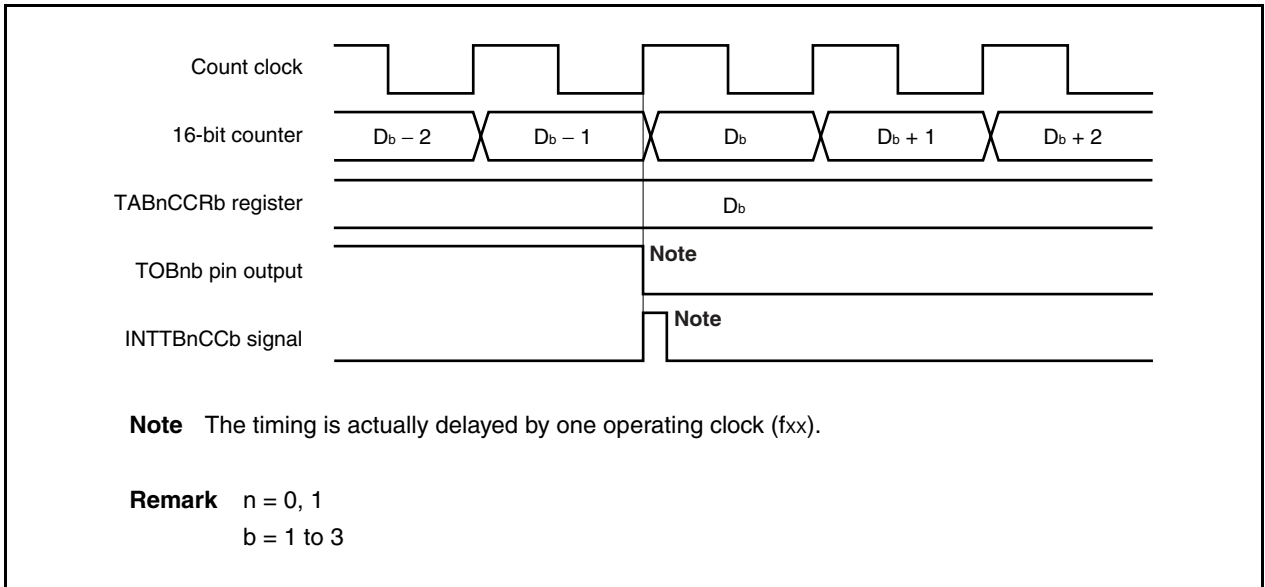 Count clock
16-bit counter Db − 2 Db − 1 Db Db + 1 Db + 2
TABnCCRb register Db
TOBnb pin output Note
INTTBnCCb signal Note
Note The timing is actually delayed by one operating clock (fxx).
Remark n = 0, 1
b = 1 to 3